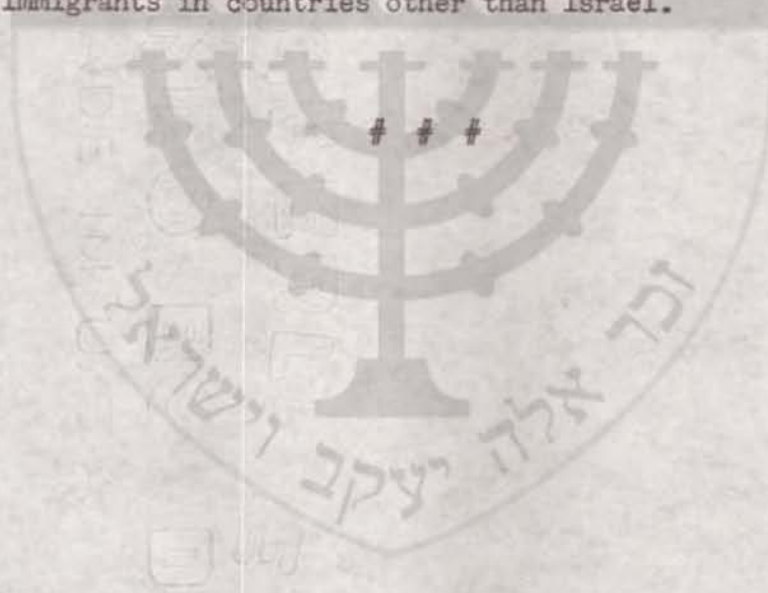 immigrants in countries other than Israel.
# # #
זכר אלה יעקב וישראל